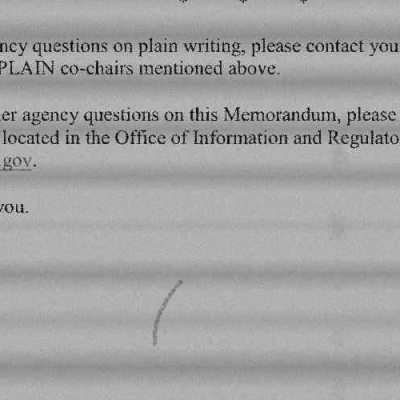 ncy questions on plain writing, please contact you
PLAIN co-chairs mentioned above.
er agency questions on this Memorandum, please
located in the Office of Information and Regulato
gov.
you.